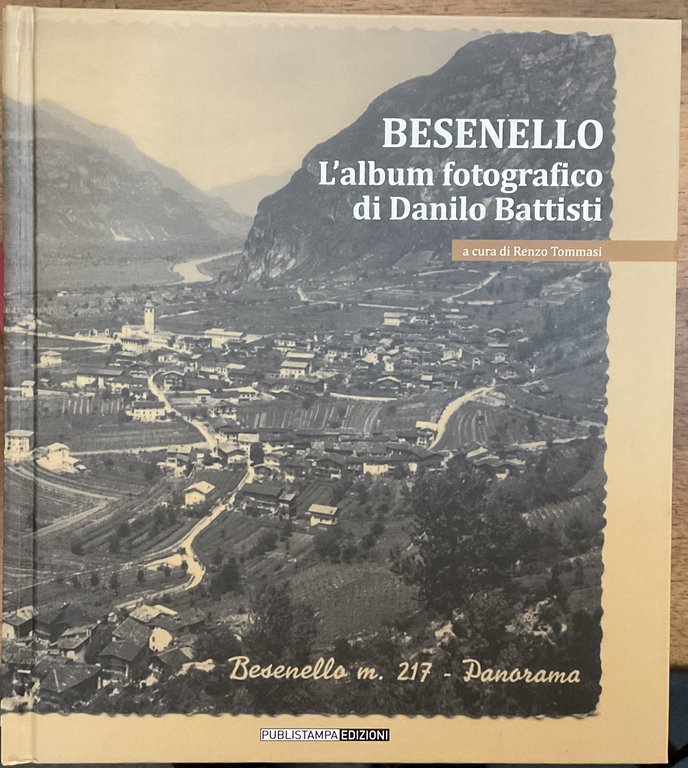 BESENELLO
L'album fotografico
di Danilo Battisti
a cura di Renzo Tommasi
Besenello m. 217 - Panorama
PUBLISTAMPA EDIZIONI